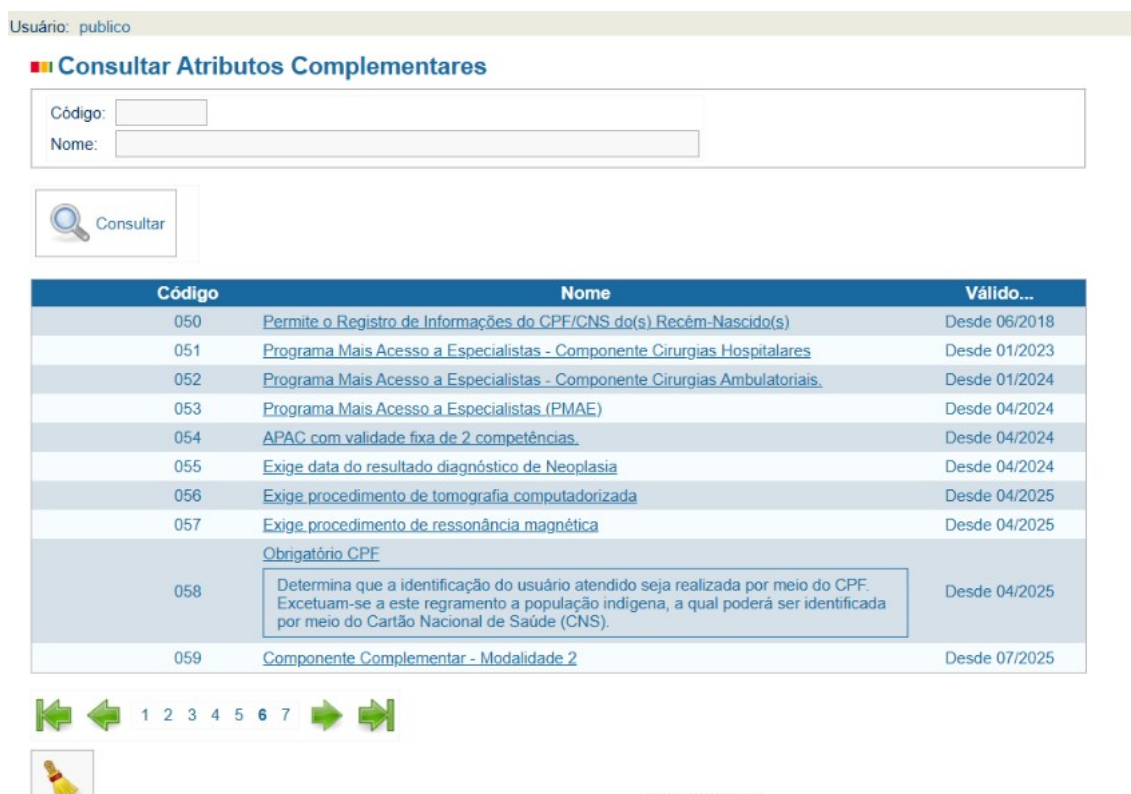 Usuário: publico
Consultar Atributos Complementares
Código:
Nome:
Consultar
Código Nome Válido...
050 Permite o Registro de Informações do CPF/CNS do(s) Recém-Nascido(s) Desde 06/2018
051 Programa Mais Acesso a Especialistas - Componente Cirurgias Hospitalares Desde 01/2023
052 Programa Mais Acesso a Especialistas - Componente Cirurgias Ambulatoriais. Desde 01/2024
053 Programa Mais Acesso a Especialistas (PMAE) Desde 04/2024
054 APAC com validade fixa de 2 competências. Desde 04/2024
055 Exige data do resultado diagnóstico de Neoplasia Desde 04/2024
056 Exige procedimento de tomografia computadorizada Desde 04/2025
057 Exige procedimento de ressonância magnética Desde 04/2025
Obrigatório CPF
058 Determina que a identificação do usuário atendido seja realizada por meio do CPF. Desde 04/2025
Excetuam-se a este regramento a população indígena, a qual poderá ser identificada
por meio do Cartão Nacional de Saúde (CNS).
059 Componente Complementar - Modalidade 2 Desde 07/2025
1 2 3 4 5 6 7